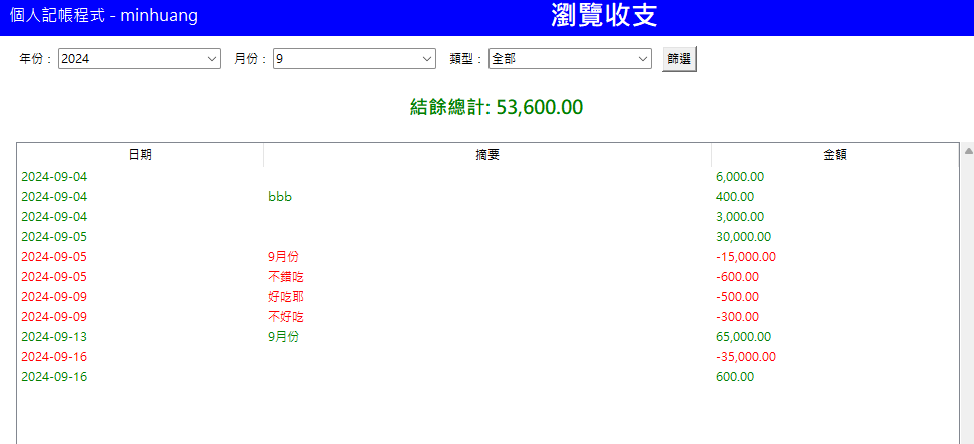 個人記帳程式 - minhuang 瀏覽收支
年份： 2024 月份： 9 類型： 全部 篩選
結餘總計: 53,600.00
日期 摘要 金額
2024-09-04 6,000.00
2024-09-04 bbb 400.00
2024-09-04 3,000.00
2024-09-05 30,000.00
2024-09-05 9月份 -15,000.00
2024-09-05 不錯吃 -600.00
2024-09-09 好吃耶 -500.00
2024-09-09 不好吃 -300.00
2024-09-13 9月份 65,000.00
2024-09-16 -35,000.00
2024-09-16 600.00